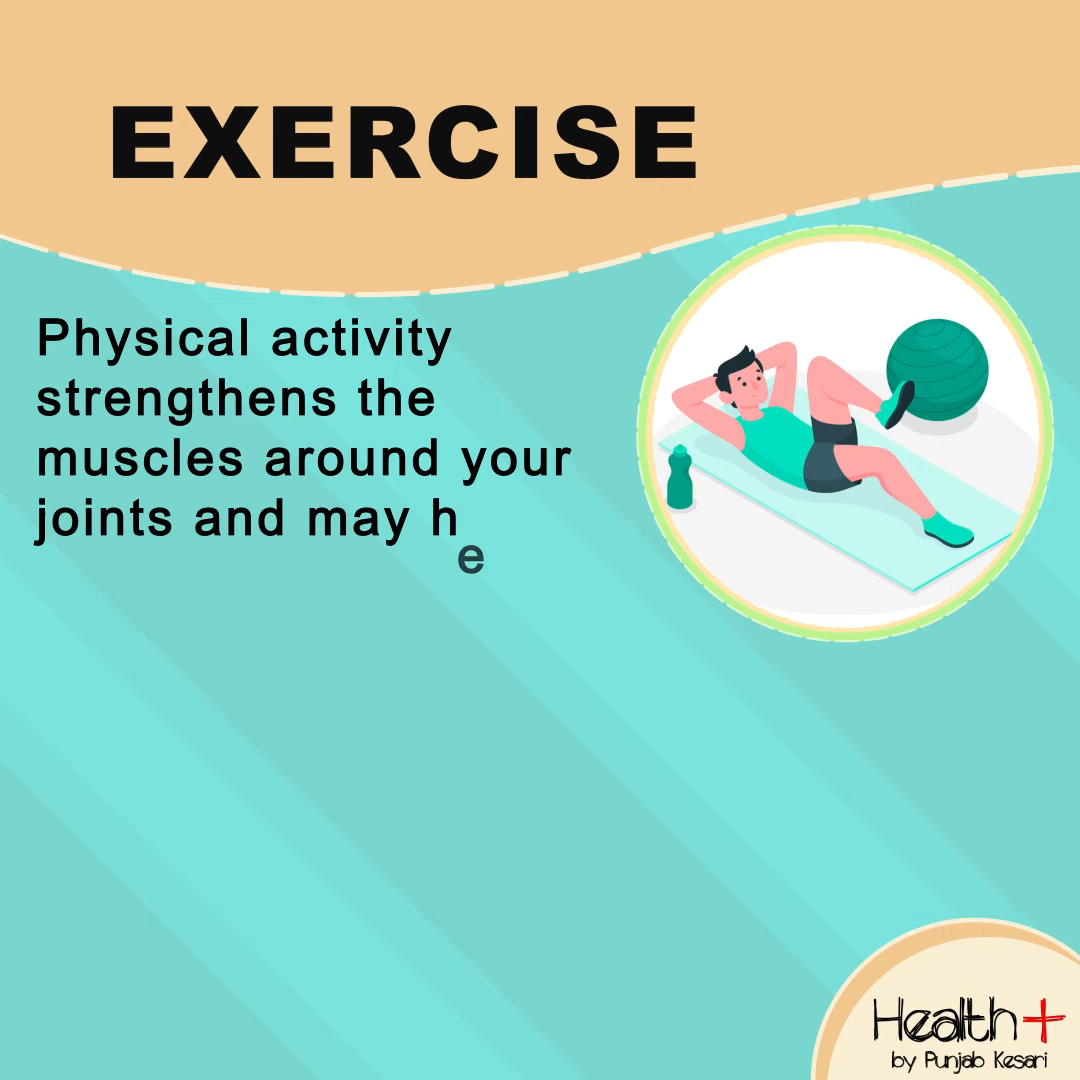 EXERCISE
Physical activity
strengthens the
muscles around your
joints and may he
Health+
by Punjab Kesari